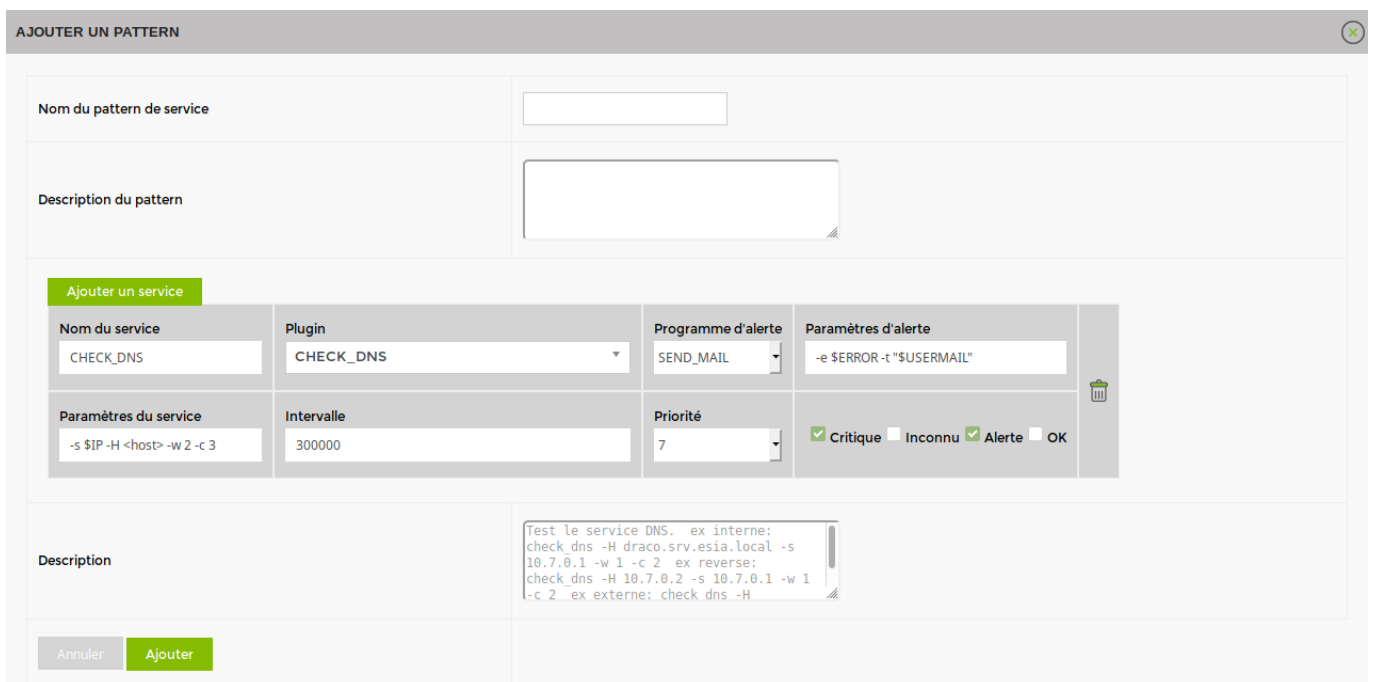 AJOUTER UN PATTERN
Nom du pattern de service
Description du pattern
Ajouter un service
Nom du service Plugin Programme d'alerte Paramètres d'alerte
CHECK_DNS CHECK_DNS SEND_MAIL -e $ERROR -t "$USERMAIL"
Paramètres du service Intervalle Priorité
-s $IP -H <host> -w 2 -c 3 300000 7 Critique Inconnu Alerte OK
Description
Test le service DNS. ex interne:
check_dns -H draco.srv.esia.local -s
10.7.0.1 -w 1 -c 2 ex reverse:
check_dns -H 10.7.0.2 -s 10.7.0.1 -w 1
-c 2 ex externe: check_dns -H
Annuler Ajouter